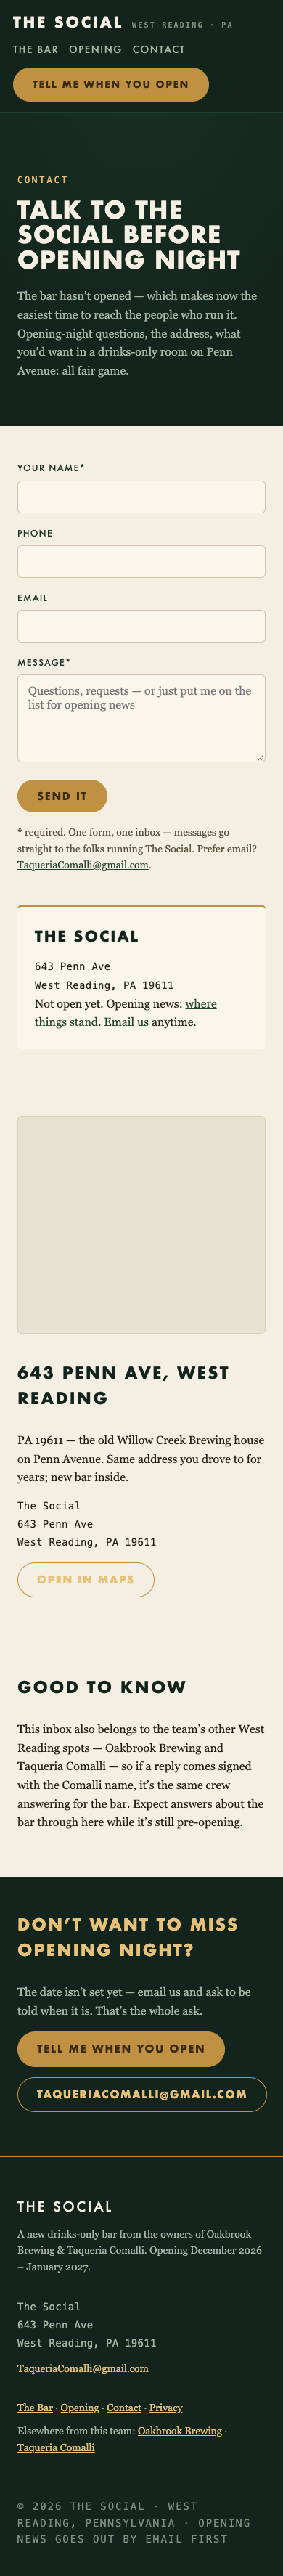 THE SOCIAL WEST READING · PA
THE BAR OPENING CONTACT
TELL ME WHEN YOU OPEN
CONTACT
TALK TO THE
SOCIAL BEFORE
OPENING NIGHT
The bar hasn’t opened — which makes now the
easiest time to reach the people who run it.
Opening-night questions, the address, what
you’d want in a drinks-only room on Penn
Avenue: all fair game.
YOUR NAME*
PHONE
EMAIL
MESSAGE*
Questions, requests — or just put me on the
list for opening news
SEND IT
* required. One form, one inbox — messages go
straight to the folks running The Social. Prefer email?
TaqueriaComalli@gmail.com.
THE SOCIAL
643 Penn Ave
West Reading, PA 19611
Not open yet. Opening news: where
things stand. Email us anytime.
643 PENN AVE, WEST
READING
PA 19611 — the old Willow Creek Brewing house
on Penn Avenue. Same address you drove to for
years; new bar inside.
The Social
643 Penn Ave
West Reading, PA 19611
OPEN IN MAPS
GOOD TO KNOW
This inbox also belongs to the team’s other West
Reading spots — Oakbrook Brewing and
Taqueria Comalli — so if a reply comes signed
with the Comalli name, it’s the same crew
answering for the bar. Expect answers about the
bar through here while it’s still pre-opening.
DON’T WANT TO MISS
OPENING NIGHT?
The date isn’t set yet — email us and ask to be
told when it is. That’s the whole ask.
TELL ME WHEN YOU OPEN
TAQUERIACOMALLI@GMAIL.COM
THE SOCIAL
A new drinks-only bar from the owners of Oakbrook
Brewing & Taqueria Comalli. Opening December 2026
– January 2027.
The Social
643 Penn Ave
West Reading, PA 19611
TaqueriaComalli@gmail.com
The Bar · Opening · Contact · Privacy
Elsewhere from this team: Oakbrook Brewing ·
Taqueria Comalli
© 2026 THE SOCIAL · WEST
READING, PENNSYLVANIA · OPENING
NEWS GOES OUT BY EMAIL FIRST